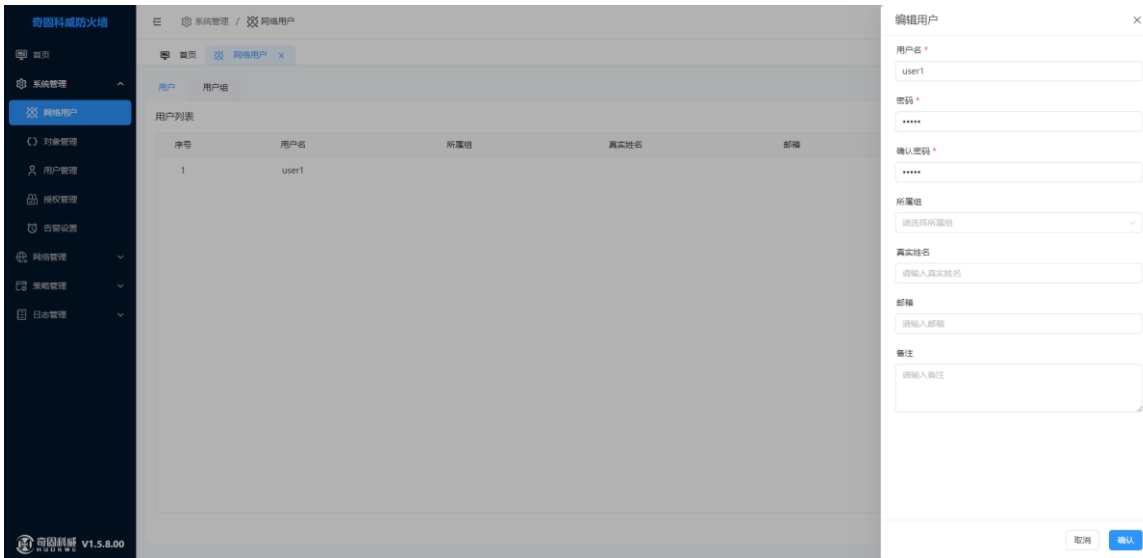 奇固科威防火墙
系统管理 / 网络用户
编辑用户
首页
首页 网络用户
用户名 *
系统管理
user1
用户 用户组
网络用户
密码 *
用户列表
•••••
对象管理
序号 用户名 所属组 真实姓名 邮箱
确认密码 *
用户管理
1 user1
•••••
授权管理
所属组
请选择所属组
告警设置
真实姓名
网络管理
请输入真实姓名
策略管理
邮箱
日志管理
请输入邮箱
备注
请输入备注
奇固科威 V1.5.8.00
取消 确认